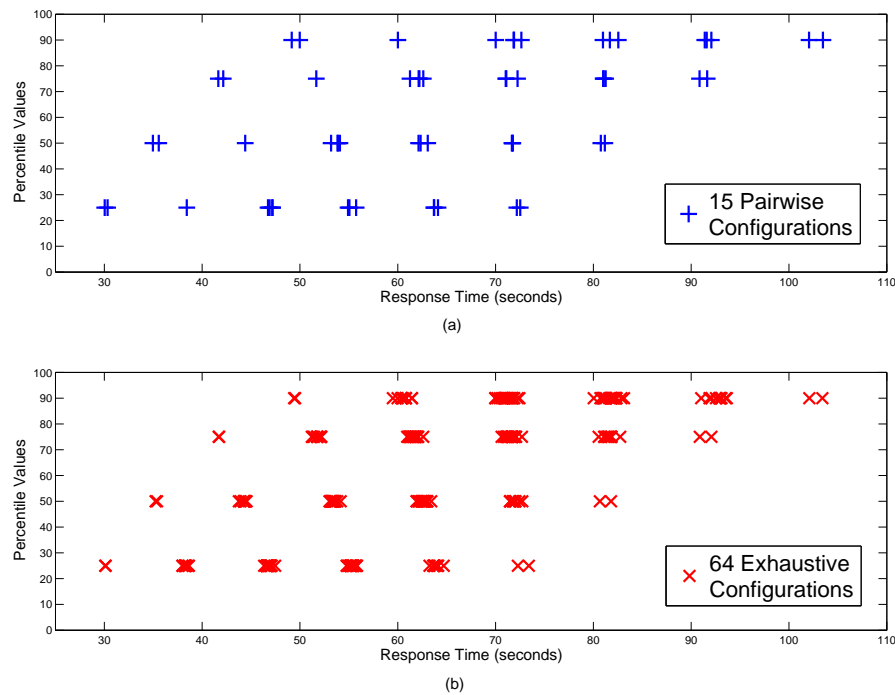 100
90
80
70
60
50
40
30
20
10
0
Percentile Values
15 Pairwise
Configurations
30 40 50 60 70 80 90 100 110
Response Time (seconds)
(a)
100
90
80
70
60
50
40
30
20
10
0
Percentile Values
64 Exhaustive
Configurations
30 40 50 60 70 80 90 100 110
Response Time (seconds)
(b)